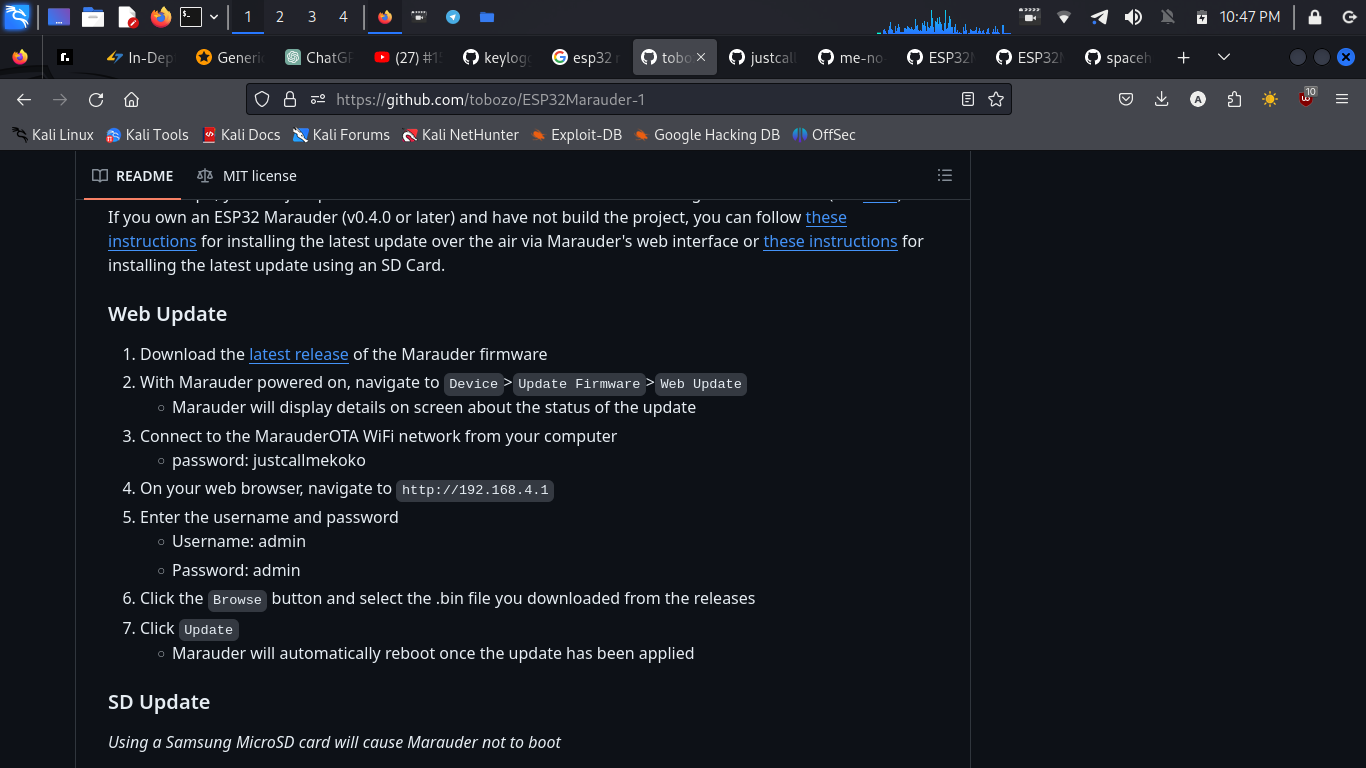 1 2 3 4 10:47 PM
In-Dep Generi ChatGP (27) #1 keylogg esp32 r tobo justcall me-no ESP32 ESP32 spaceh
https://github.com/tobozo/ESP32Marauder-1 10
Kali Linux Kali Tools Kali Docs Kali Forums Kali NetHunter Exploit-DB Google Hacking DB OffSec
README MIT license
If you own an ESP32 Marauder (v0.4.0 or later) and have not build the project, you can follow these
instructions for installing the latest update over the air via Marauder's web interface or these instructions for
installing the latest update using an SD Card.
Web Update
1. Download the latest release of the Marauder firmware
2. With Marauder powered on, navigate to Device>Update Firmware>Web Update
Marauder will display details on screen about the status of the update
3. Connect to the MarauderOTA WiFi network from your computer
password: justcallmekoko
4. On your web browser, navigate to http://192.168.4.1
5. Enter the username and password
Username: admin
Password: admin
6. Click the Browse button and select the .bin file you downloaded from the releases
7. Click Update
Marauder will automatically reboot once the update has been applied
SD Update
Using a Samsung MicroSD card will cause Marauder not to boot